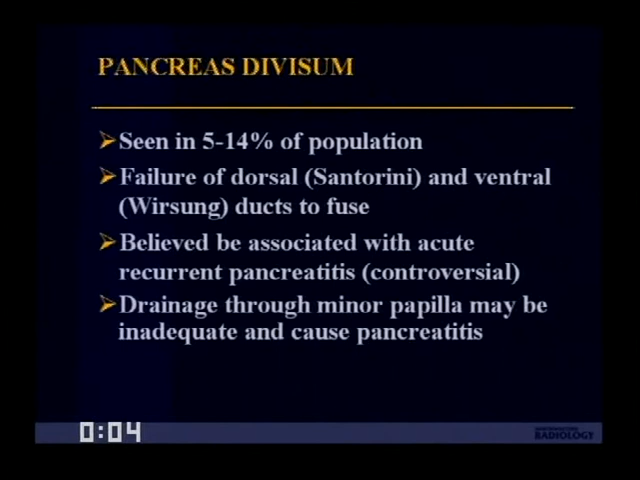 PANCREAS DIVISUM
➢Seen in 5-14% of population
➢Failure of dorsal (Santorini) and ventral
(Wirsung) ducts to fuse
➢Believed be associated with acute
recurrent pancreatitis (controversial)
➢Drainage through minor papilla may be
inadequate and cause pancreatitis
0:04
RADIOLOGY